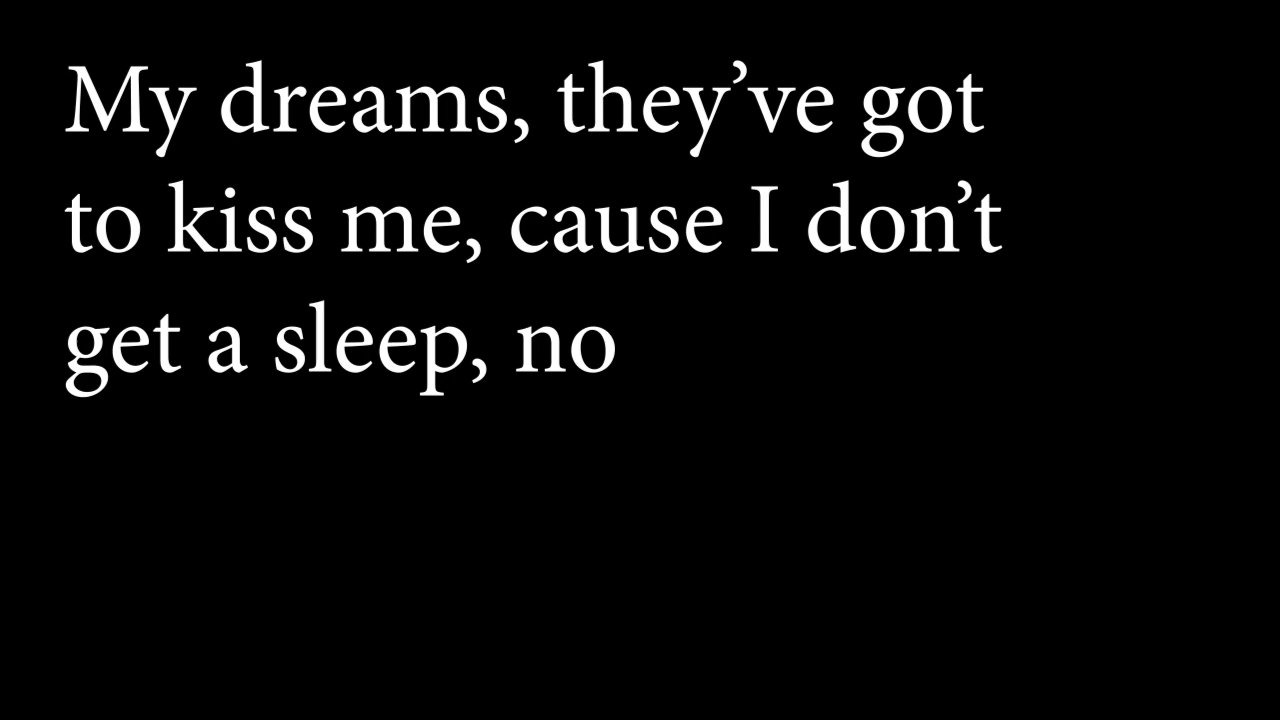 My dreams, they’ve got
to kiss me, cause I don’t
get a sleep, no